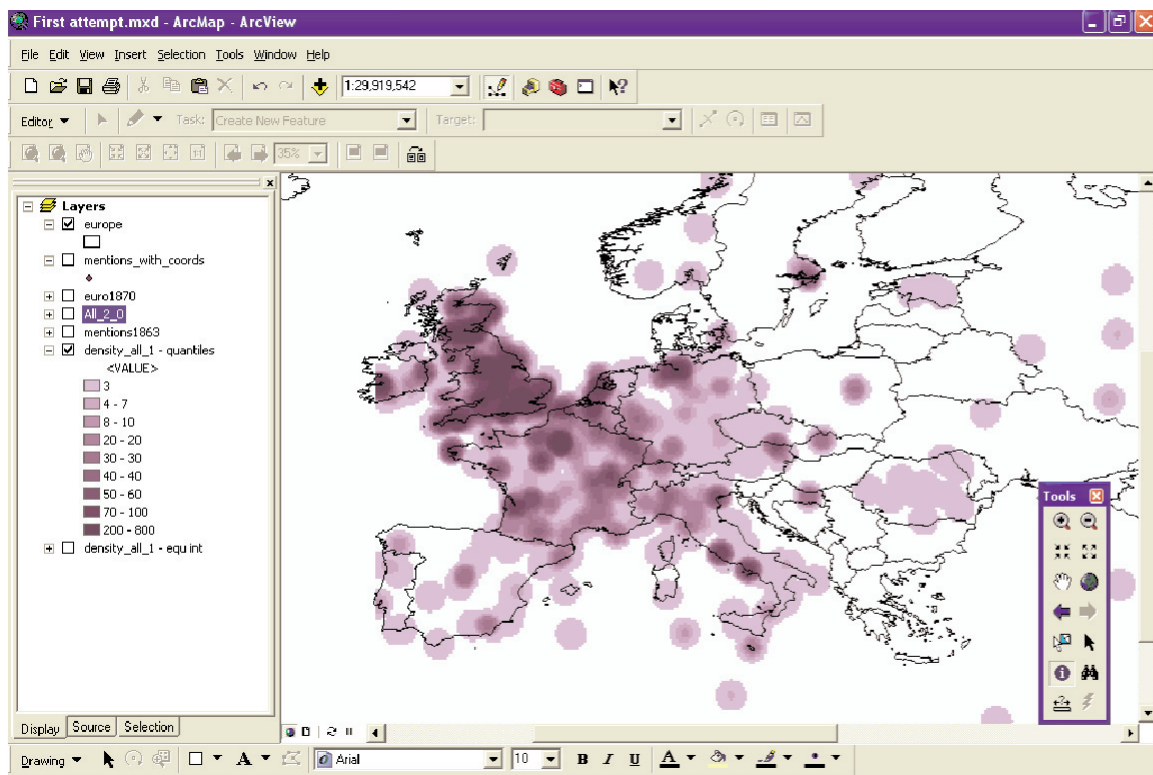 First attempt.mxd - ArcMap - ArcView
File Edit View Insert Selection Tools Window Help
1:29,919,542
Editor Task: Create New Feature Target:
1:1 35%
Layers
europe
mentions_with_coords
euro1870
All_2_0
mentions1863
density_all_1 - quantiles
<VALUE>
3
4 - 7
8 - 10
20 - 20
30 - 30
40 - 40
50 - 60
70 - 100
200 - 800
density_all_1 - equ int
Tools
Display Source Selection
Drawing A Arial 10 B I U A